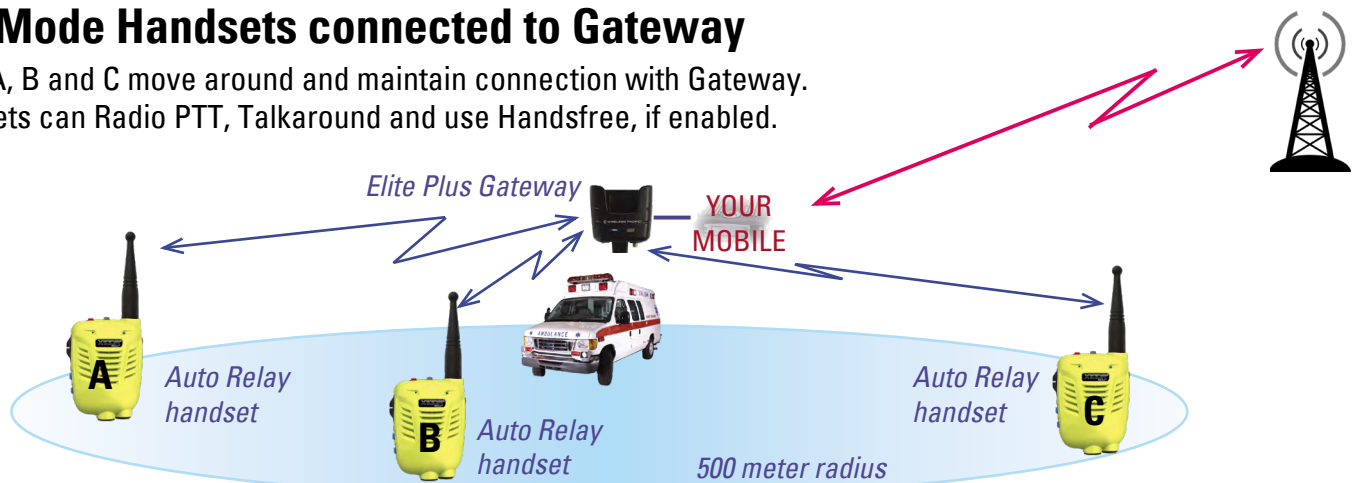 Mode Handsets connected to Gateway
A, B and C move around and maintain connection with Gateway.
ets can Radio PTT, Talkaround and use Handsfree, if enabled.
Elite Plus Gateway
YOUR
MOBILE
A
Auto Relay
handset
B
Auto Relay
handset
AMBULANCE
Auto Relay
handset
C
500 meter radius